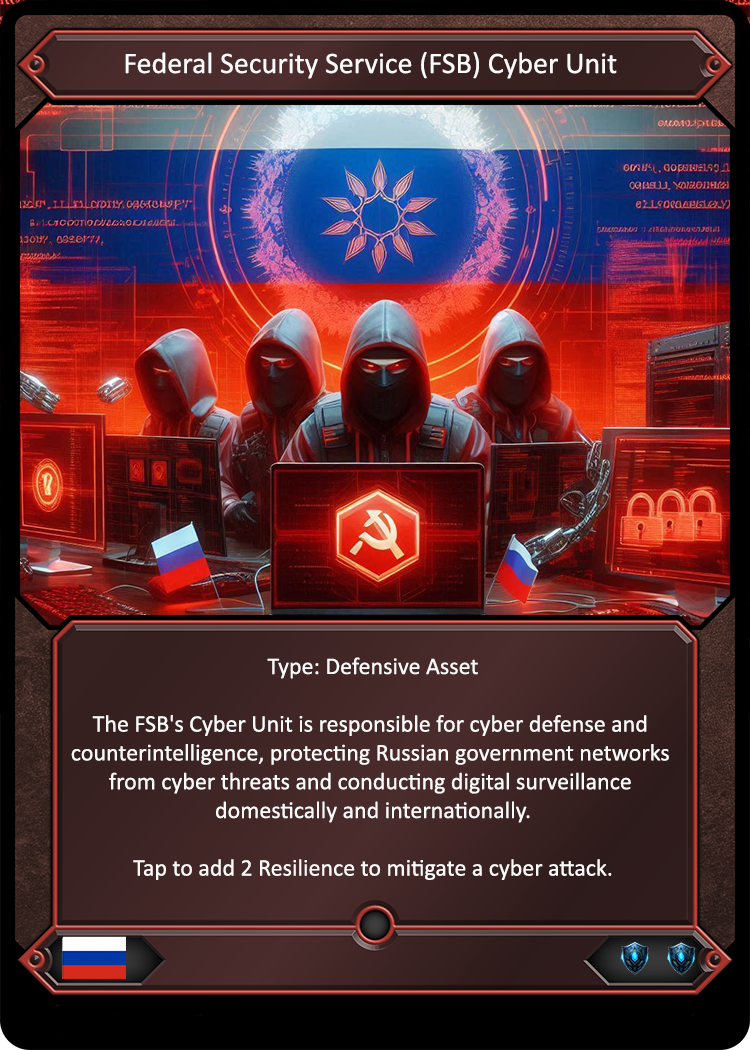 Federal Security Service (FSB) Cyber Unit
Type: Defensive Asset
The FSB's Cyber Unit is responsible for cyber defense and
counterintelligence, protecting Russian government networks
from cyber threats and conducting digital surveillance
domestically and internationally.
Tap to add 2 Resilience to mitigate a cyber attack.